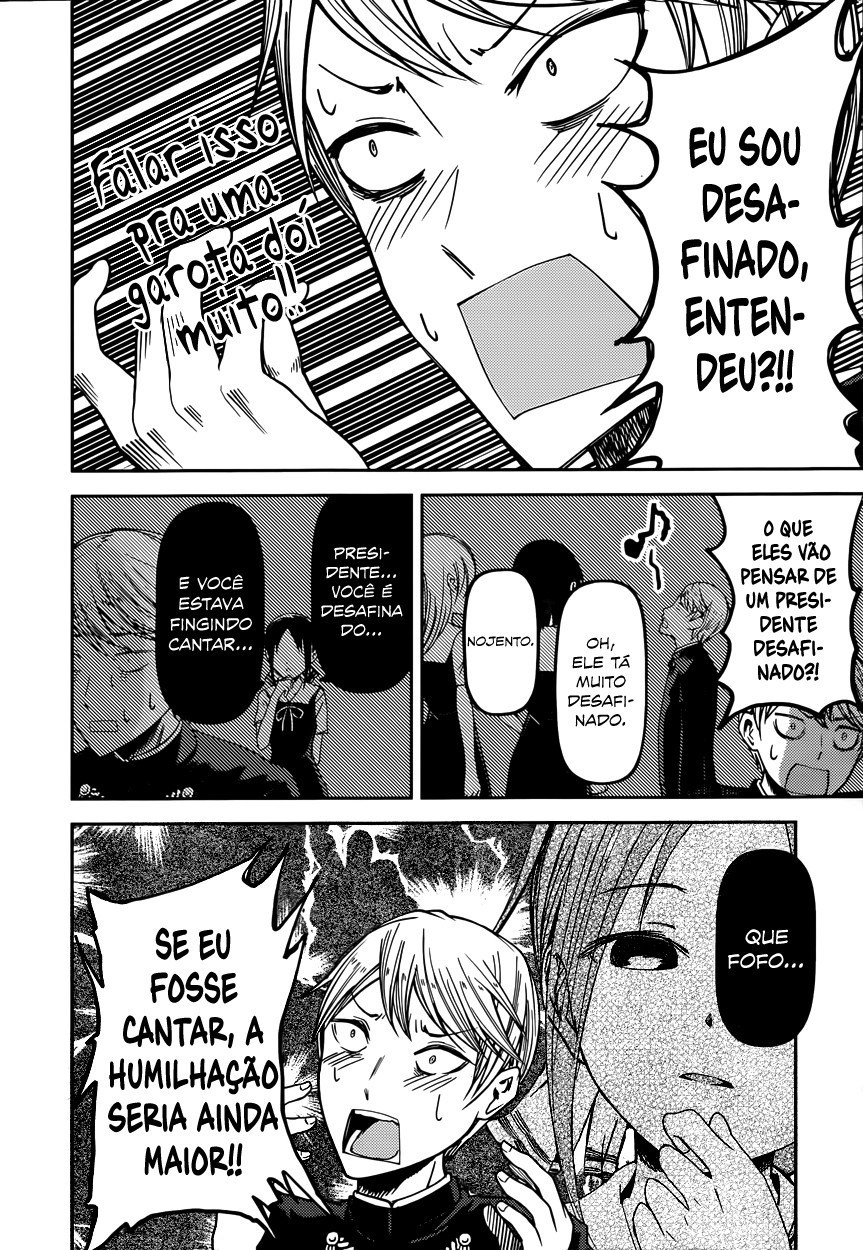 EU SOU
DESA-
FINADO,
ENTEN-
DEU?!!
Falar isso
pra uma
garota doí
muito!!
O QUE
ELES VÃO
PENSAR DE
UM PRESI-
DENTE
DESAFI-
NADO?!
OH,
ELE TÁ
MUITO
DESAFI-
NADO.
NOJENTO.
PRESI-
DENTE...
VOCÊ É
DESAFINA
DO...
E VOCÊ
ESTAVA
FINGINDO
CANTAR...
QUE
FOFO...
SE EU
FOSSE
CANTAR, A
HUMILHAÇÃO
SERIA AINDA
MAIOR!!